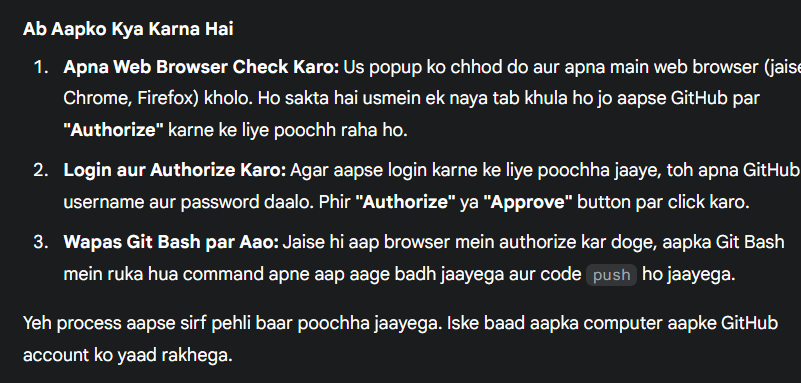 Ab Aapko Kya Karna Hai
1. Apna Web Browser Check Karo: Us popup ko chhod do aur apna main web browser (jaise
Chrome, Firefox) kholo. Ho sakta hai usmein ek naya tab khula ho jo aapse GitHub par
"Authorize" karne ke liye poochh raha ho.
2. Login aur Authorize Karo: Agar aapse login karne ke liye poochha jaaye, toh apna GitHub
username aur password daalo. Phir "Authorize" ya "Approve" button par click karo.
3. Wapas Git Bash par Aao: Jaise hi aap browser mein authorize kar doge, aapka Git Bash
mein ruka hua command apne aap aage badh jaayega aur code push ho jaayega.
Yeh process aapse sirf pehli baar poochha jaayega. Iske baad aapka computer aapke GitHub
account ko yaad rakhega.